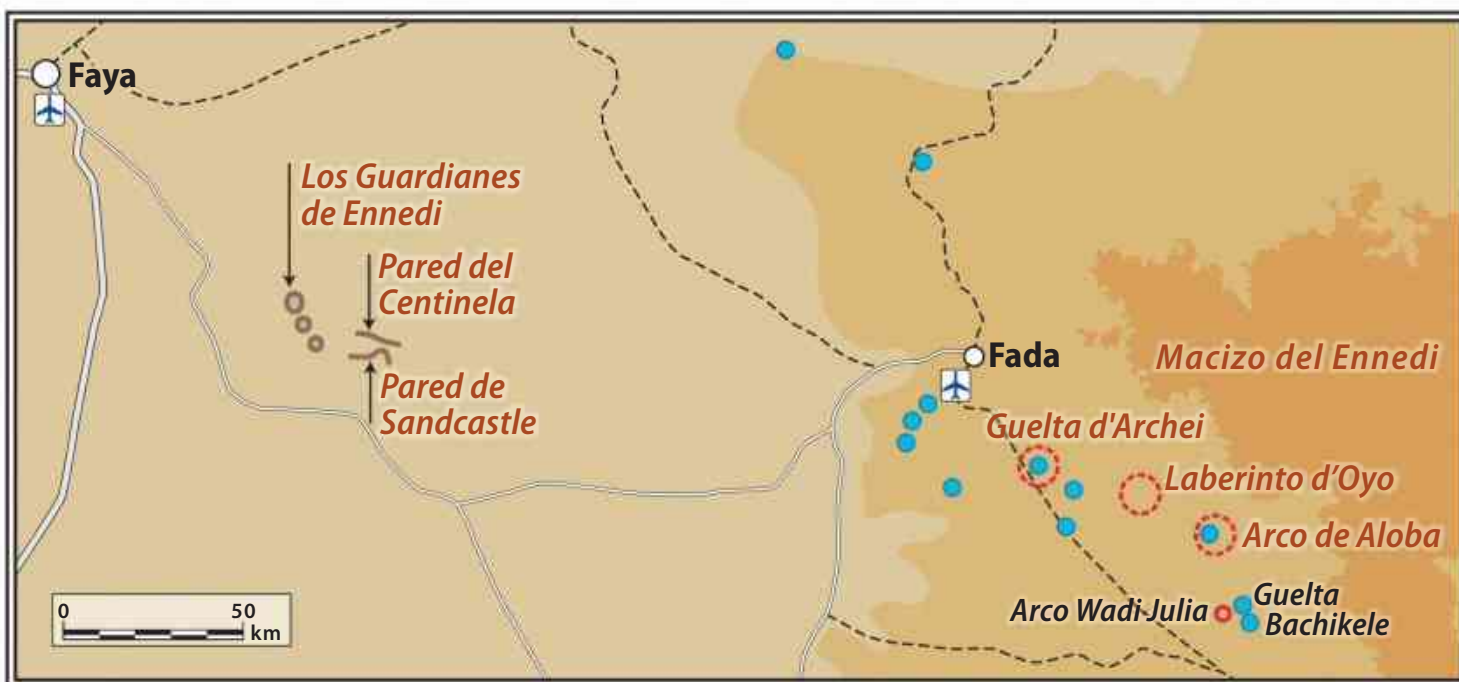 Faya
Los Guardianes
de Ennedi
Pared del
Centinela
Pared de
Sandcastle
Fada
Macizo del Ennedi
Guelta d'Archei
Laberinto d’Oyo
Arco de Aloba
Arco Wadi Julia
Guelta
Bachikele
0 50
km